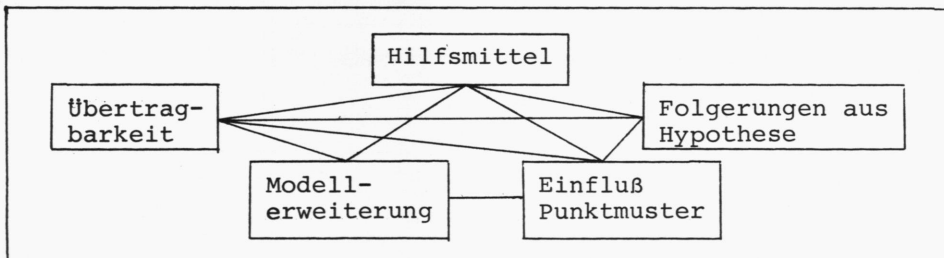 Hilfsmittel
Übertrag-
barkeit
Folgerungen aus
Hypothese
Modell-
erweiterung
Einfluß
Punktmuster